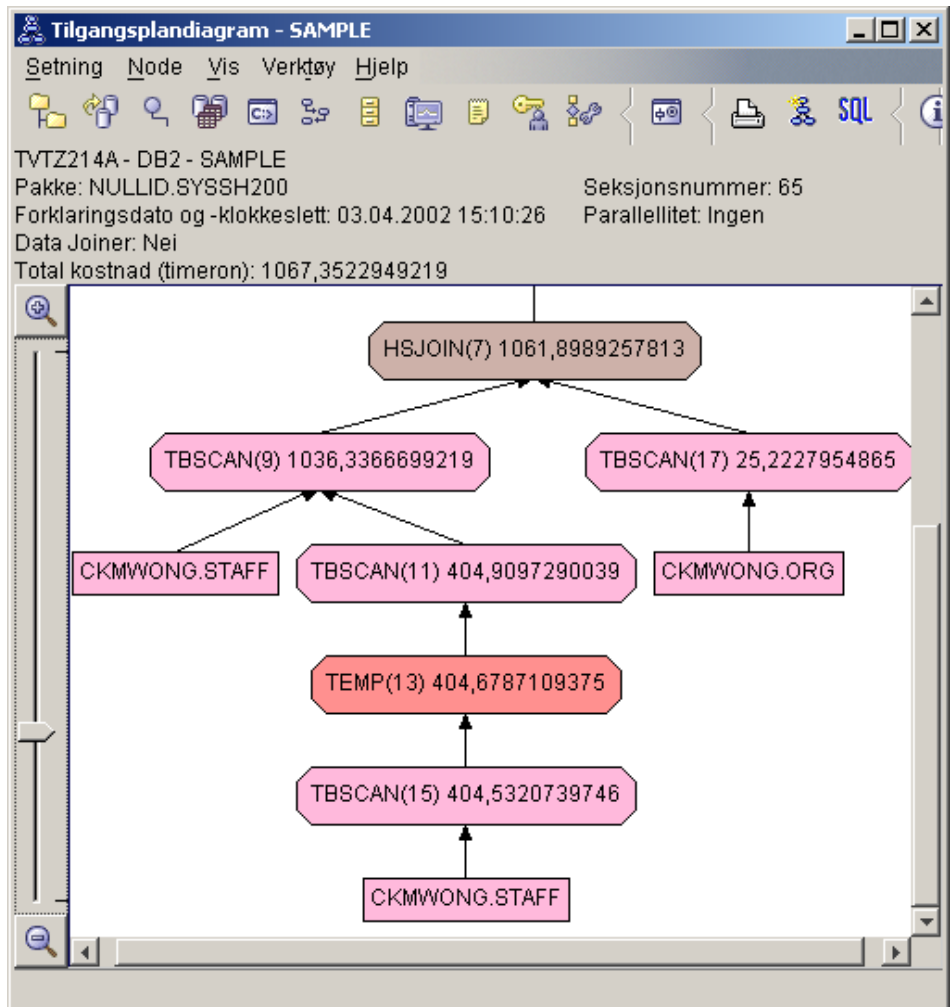 Tilgangsplandiagram - SAMPLE
Setning Node Vis Verktøy Hjelp
C:> SQL i
TVTZ214A - DB2 - SAMPLE
Pakke: NULLID.SYSSH200 Seksjonsnummer: 65
Forklaringsdato og -klokkeslett: 03.04.2002 15:10:26 Parallellitet: Ingen
Data Joiner: Nei
Total kostnad (timeron): 1067,3522949219
HSJOIN(7) 1061,8989257813
TBSCAN(9) 1036,3366699219 TBSCAN(17) 25,2227954865
CKMWONG.STAFF TBSCAN(11) 404,9097290039 CKMWONG.ORG
TEMP(13) 404,6787109375
TBSCAN(15) 404,5320739746
CKMWONG.STAFF